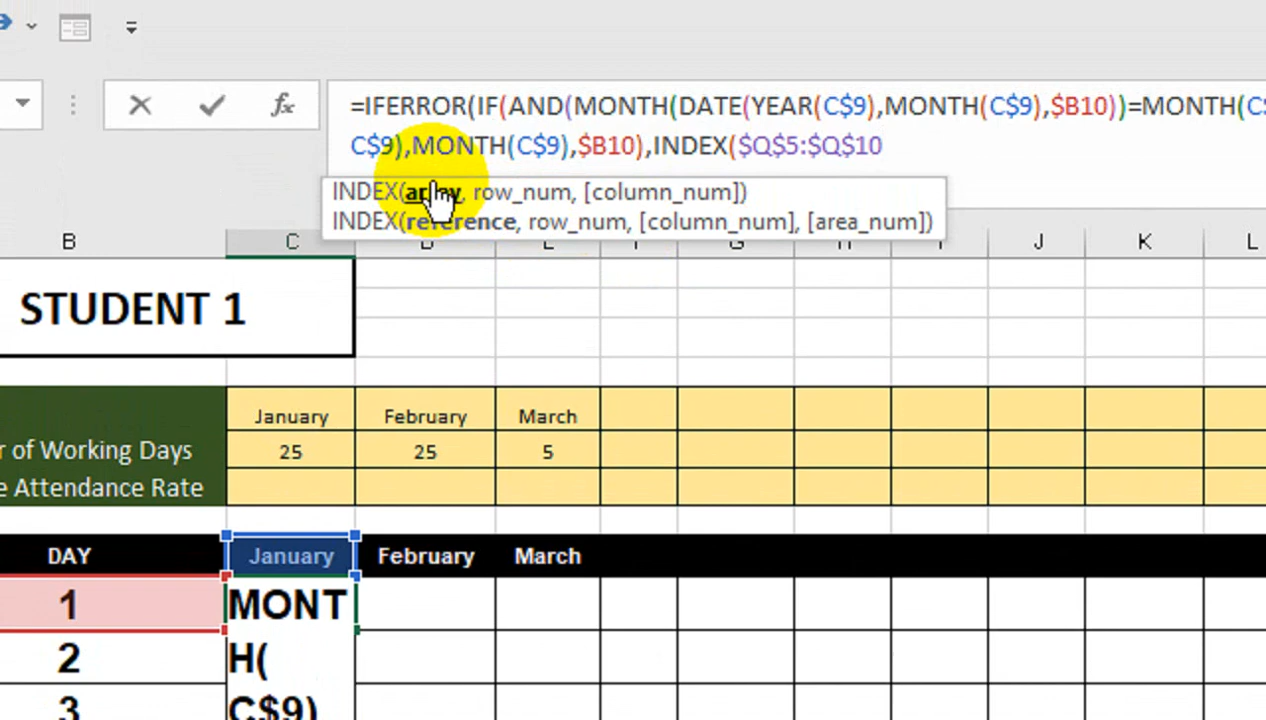 =IFERROR(IF(AND(MONTH(DATE(YEAR(C$9),MONTH(C$9),$B10))=MONTH(C$
C$9),MONTH(C$9),$B10),INDEX($Q$5:$Q$10
INDEX(array, row_num, [column_num])
INDEX(reference, row_num, [column_num], [area_num])
B C D E F G H I J K L
STUDENT 1
January February March
r of Working Days 25 25 5
e Attendance Rate
DAY January February March
1 MONT
2 H(
3 C$9)